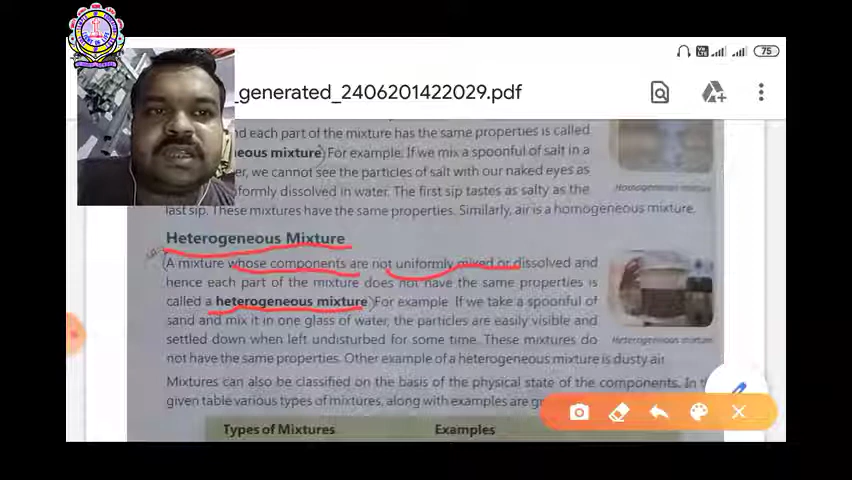 75
_generated_2406201422029.pdf
nd each part of the mixture has the same properties is called
eous mixture) For example. If we mix a spoonful of salt in a
er, we cannot see the particles of salt with our naked eyes as
formly dissolved in water. The first sip tastes as salty as the
last sip. These mixtures have the same properties. Similarly, air is a homogeneous mixture.
Homogeneous mixture
Heterogeneous Mixture
(A mixture whose components are not uniformly mixed or dissolved and
hence each part of the mixture does not have the same properties is
called a heterogeneous mixture) For example If we take a spoonful of
sand and mix it in one glass of water, the particles are easily visible and
settled down when left undisturbed for some time. These mixtures do
not have the same properties. Other example of a heterogeneous mixture is dusty air.
Heterogeneous mixture
Mixtures can also be classified on the basis of the physical state of the components. In th
given table various types of mixtures, along with examples are g
Types of Mixtures Examples